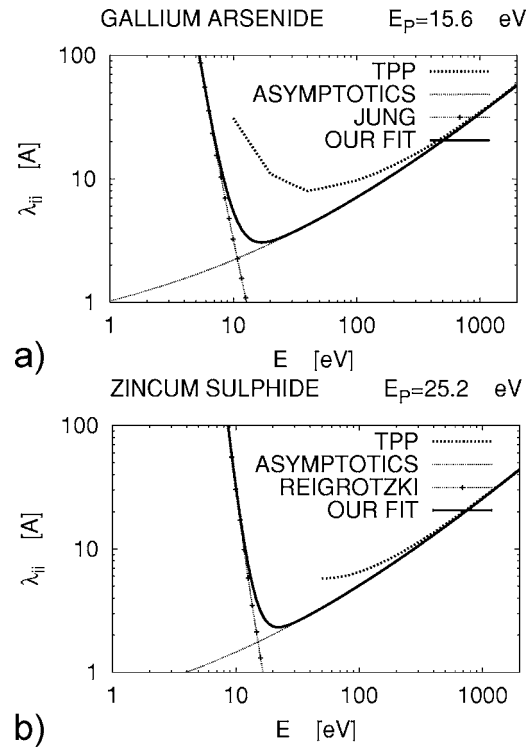 GALLIUM ARSENIDE E_P=15.6 eV
100
10
1
λ_ii [A]
TPP
ASYMPTOTICS
JUNG
OUR FIT
1 10 100 1000
E [eV]
a)
ZINCUM SULPHIDE E_P=25.2 eV
100
10
1
λ_ii [A]
TPP
ASYMPTOTICS
REIGROTZKI
OUR FIT
1 10 100 1000
E [eV]
b)